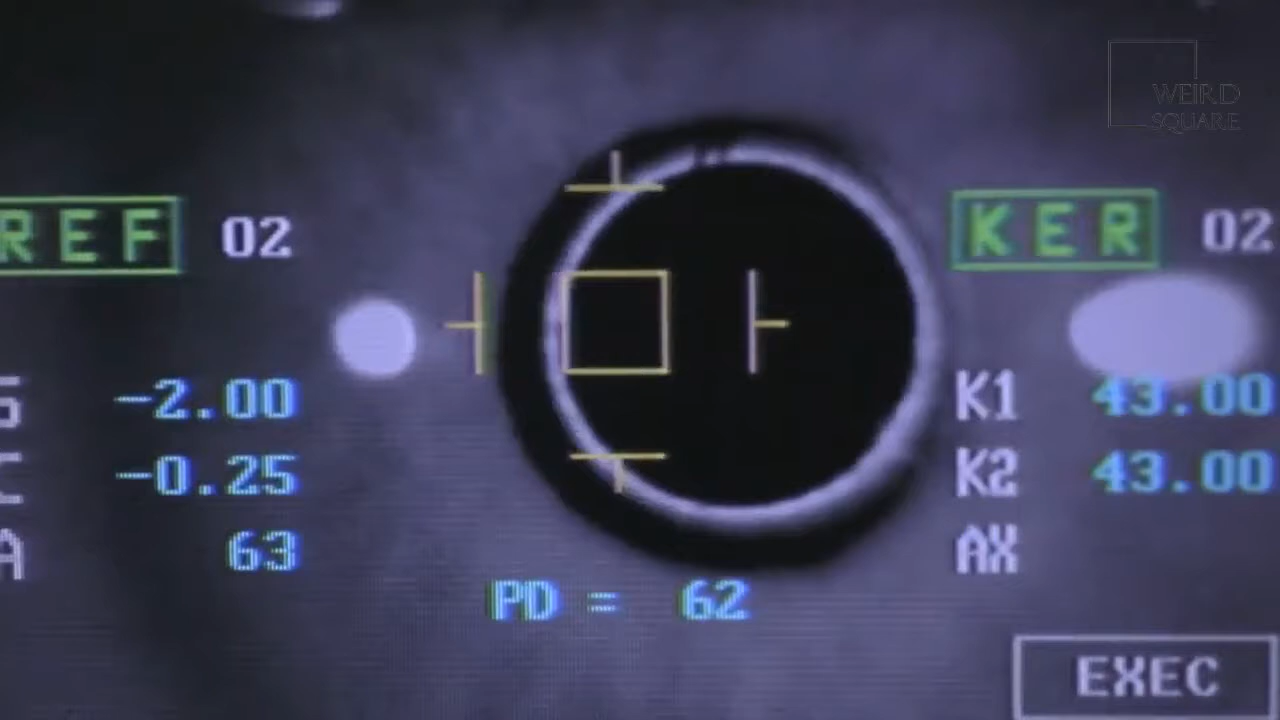 WEIRD
SQUARE
REF 02
KER 02
S -2.00
C -0.25
A 63
K1 43.00
K2 43.00
AX
PD = 62
EXEC